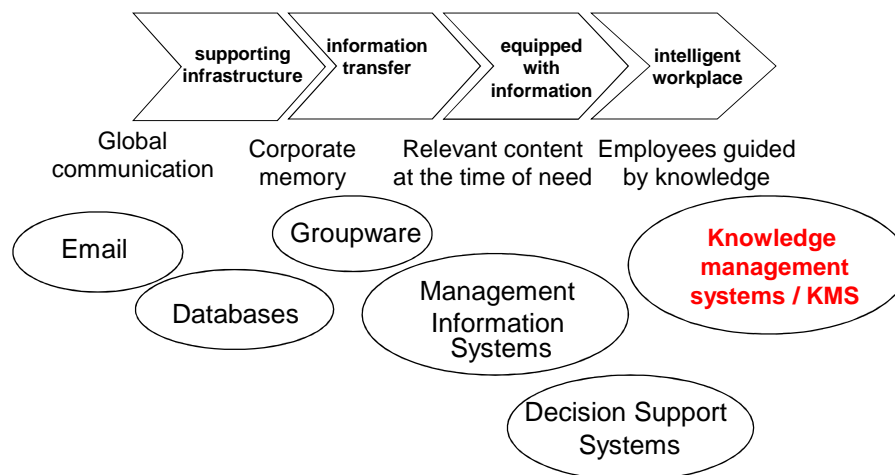 supporting
infrastructure
information
transfer
equipped
with
information
intelligent
workplace
Global
communication
Corporate
memory
Relevant content
at the time of need
Employees guided
by knowledge
Email
Databases
Groupware
Management
Information
Systems
Decision Support
Systems
Knowledge
management
systems / KMS